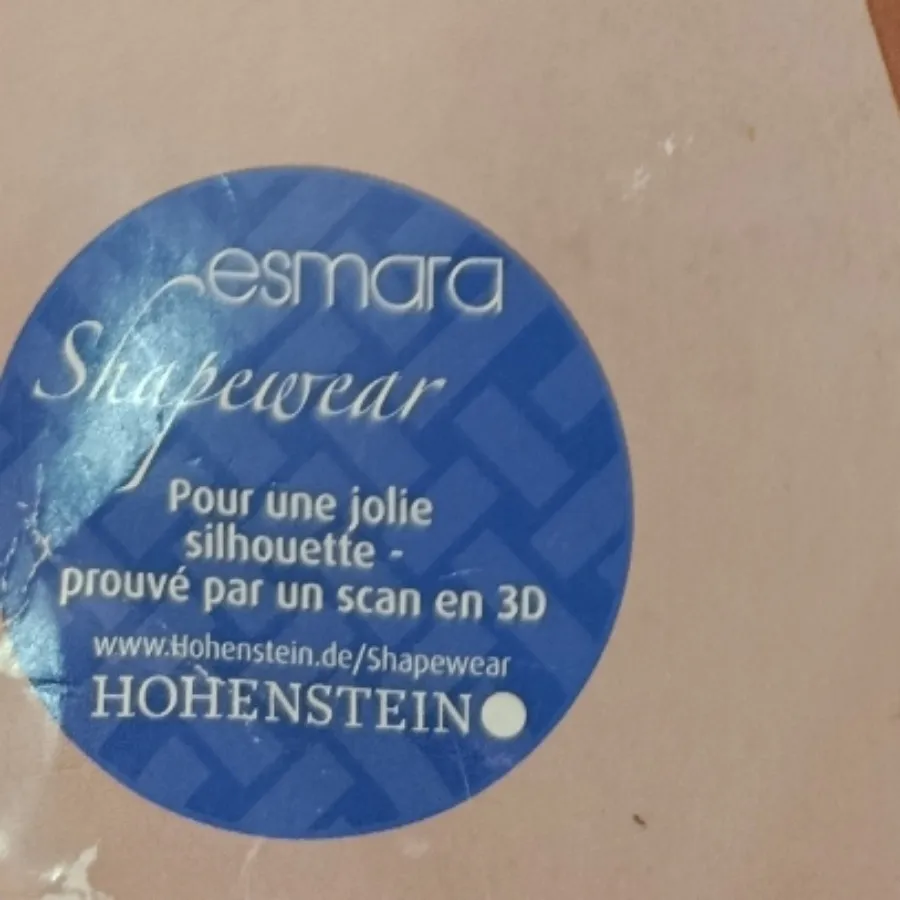 esmara
Shapewear
Pour une jolie
silhouette -
prouvé par un scan en 3D
www.Hohenstein.de/Shapewear
HOHENSTEIN